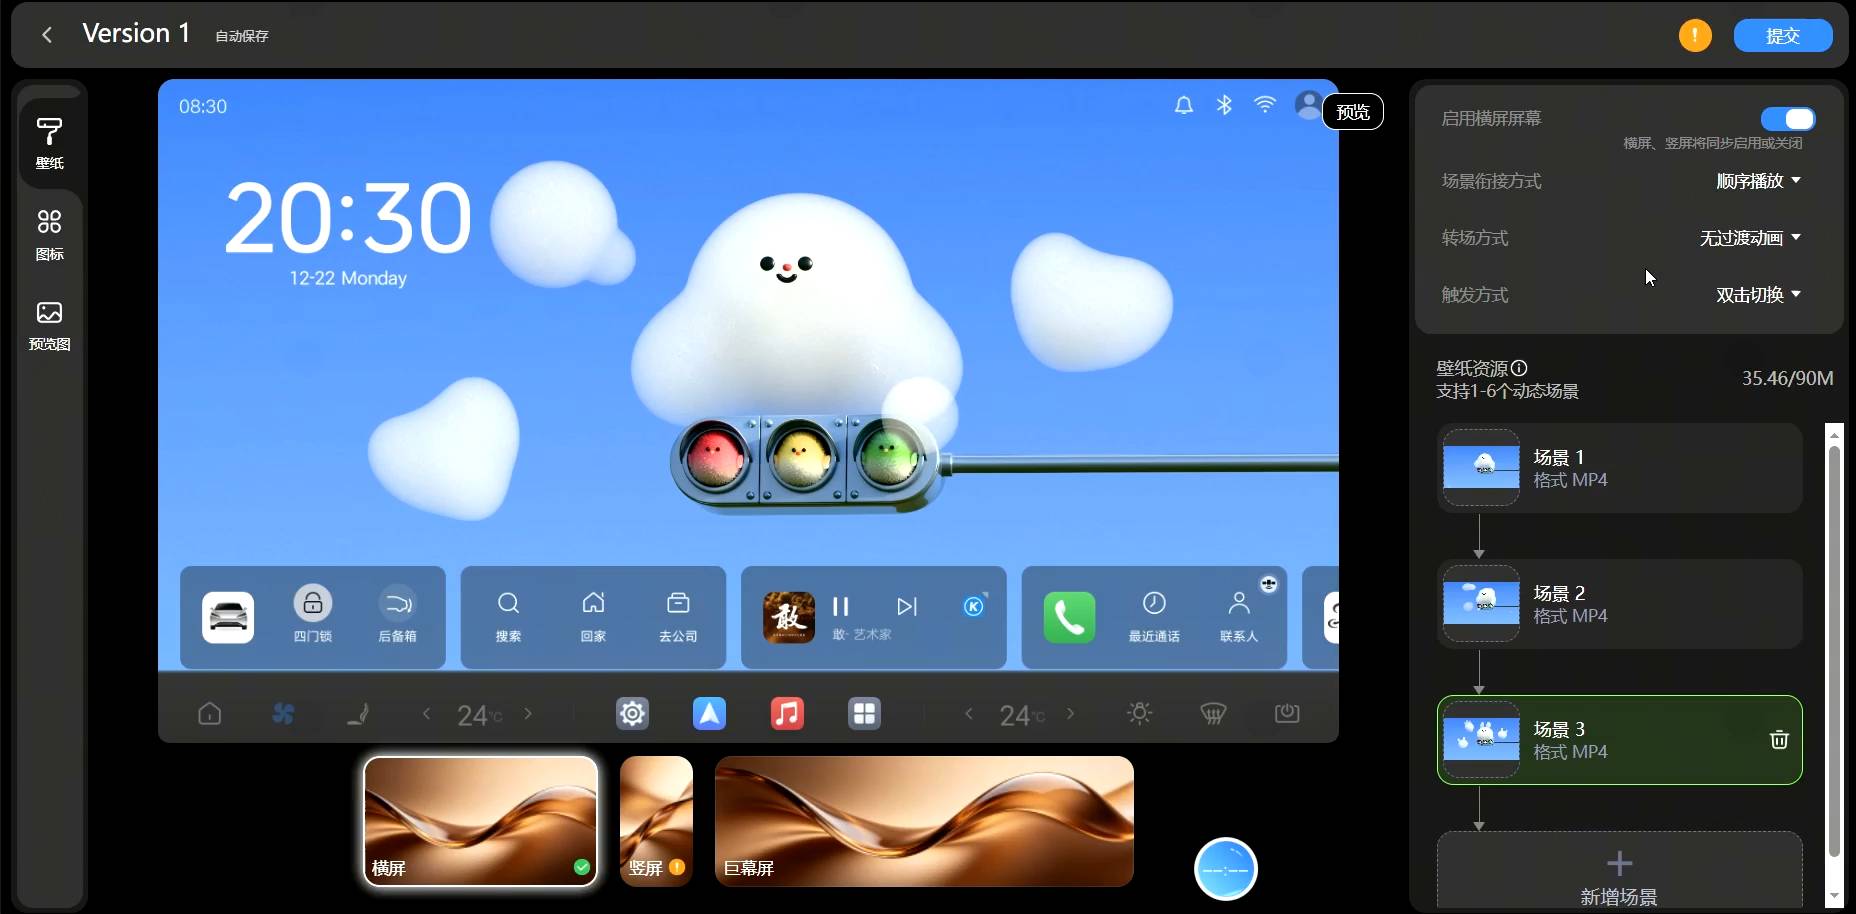 Version 1
自动保存
!
提交
壁纸
图标
预览图
08:30
预览
20:30
12-22 Monday
四门锁
后备箱
搜索
回家
去公司
敢
敢- 艺术家
K
最近通话
联系人
24°C
24°C
横屏
竖屏
!
巨幕屏
启用横屏屏幕
横屏、竖屏将同步启用或关闭
场景衔接方式
顺序播放
转场方式
无过渡动画
触发方式
双击切换
壁纸资源
支持1-6个动态场景
35.46/90M
场景 1
格式 MP4
场景 2
格式 MP4
场景 3
格式 MP4
新增场景